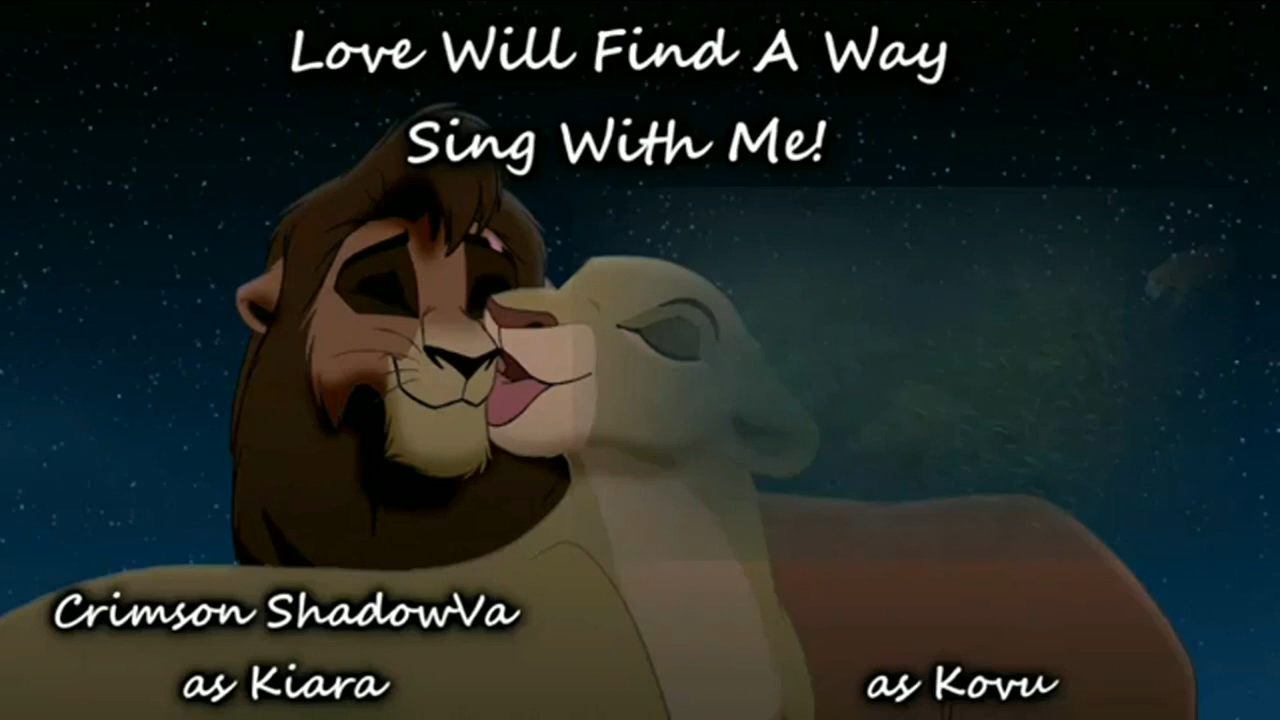 Love Will Find A Way
Sing With Me!
Crimson ShadowVa
as Kiara
as Kovu